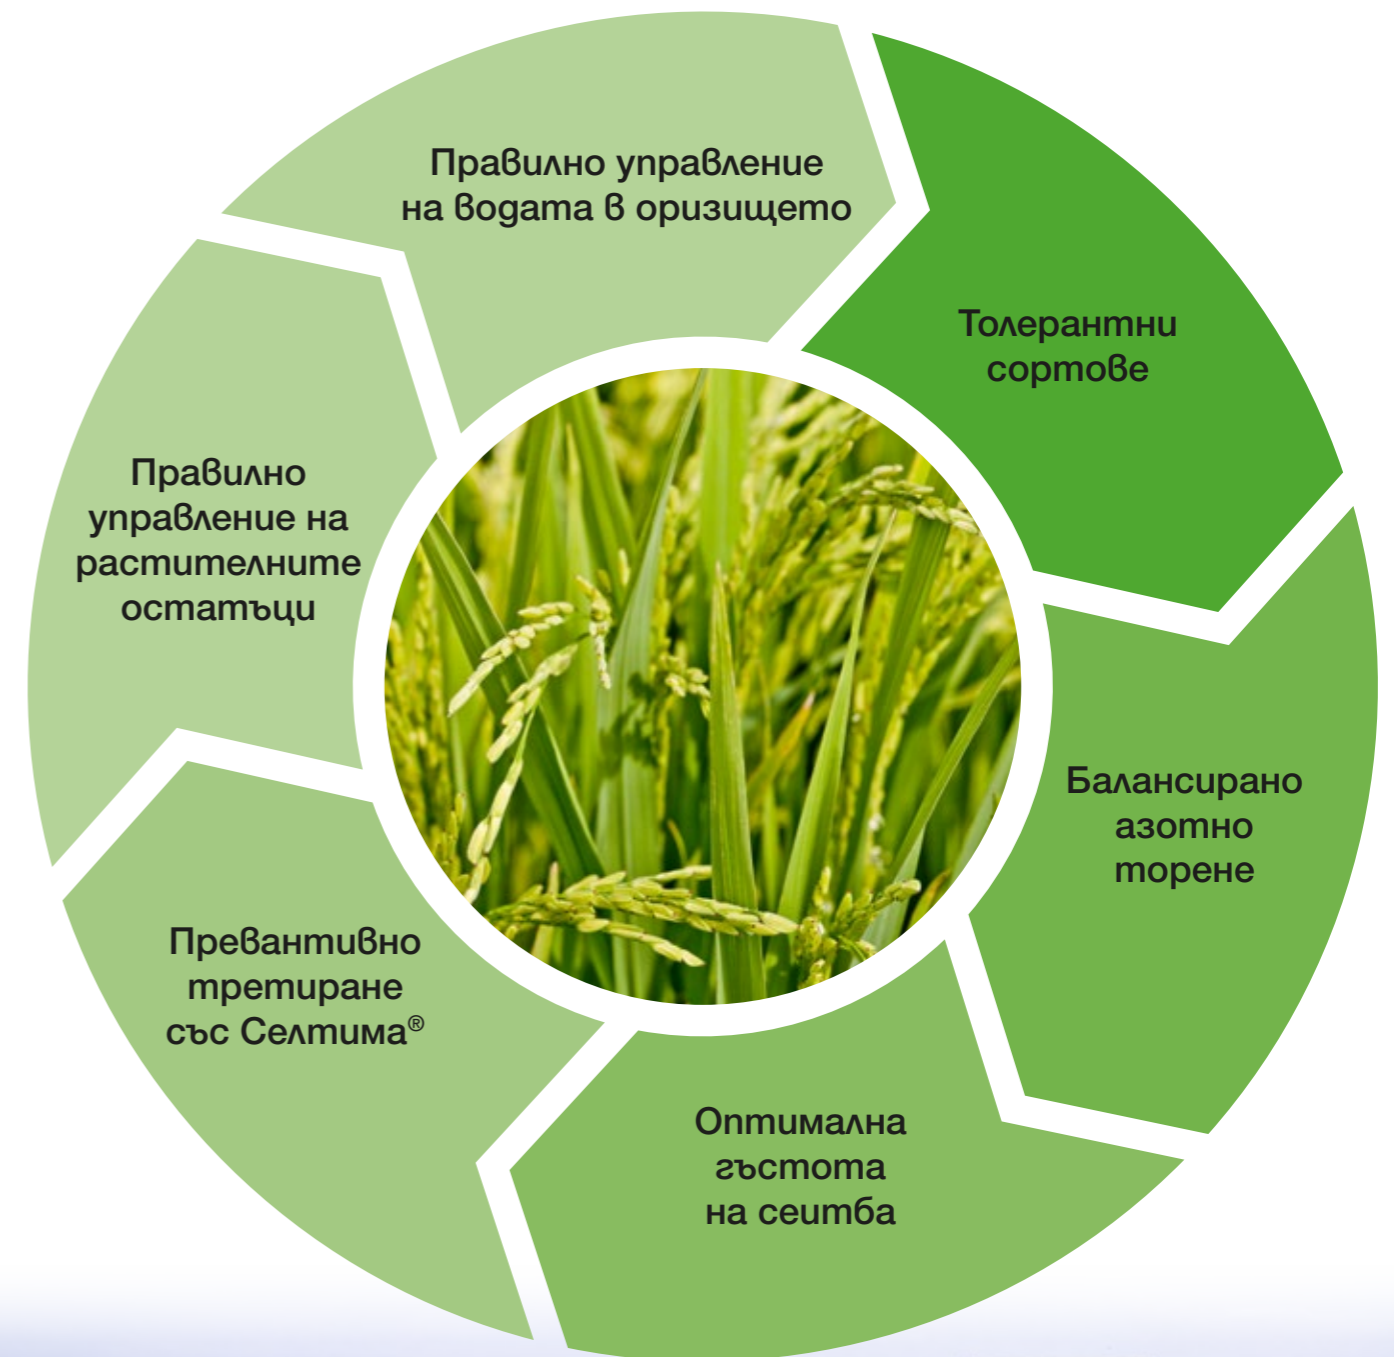 Правилно управление
на водата в оризището
Толерантни
сортове
Балансирано
азотно
торене
Оптимална
гъстота
на сеитба
Превантивно
третиране
със Селтима®
Правилно
управление на
растителните
остатъци